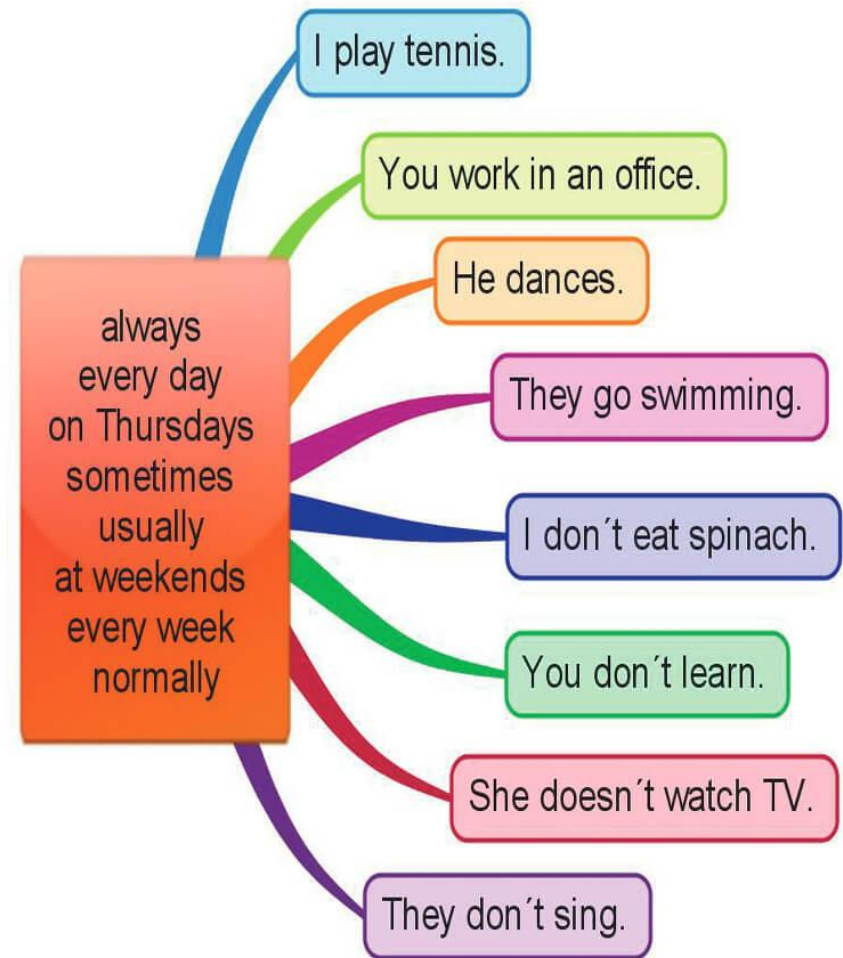 I play tennis.
You work in an office.
He dances.
They go swimming.
always
every day
on Thursdays
sometimes
usually
at weekends
every week
normally
I don´t eat spinach.
You don´t learn.
She doesn´t watch TV.
They don´t sing.